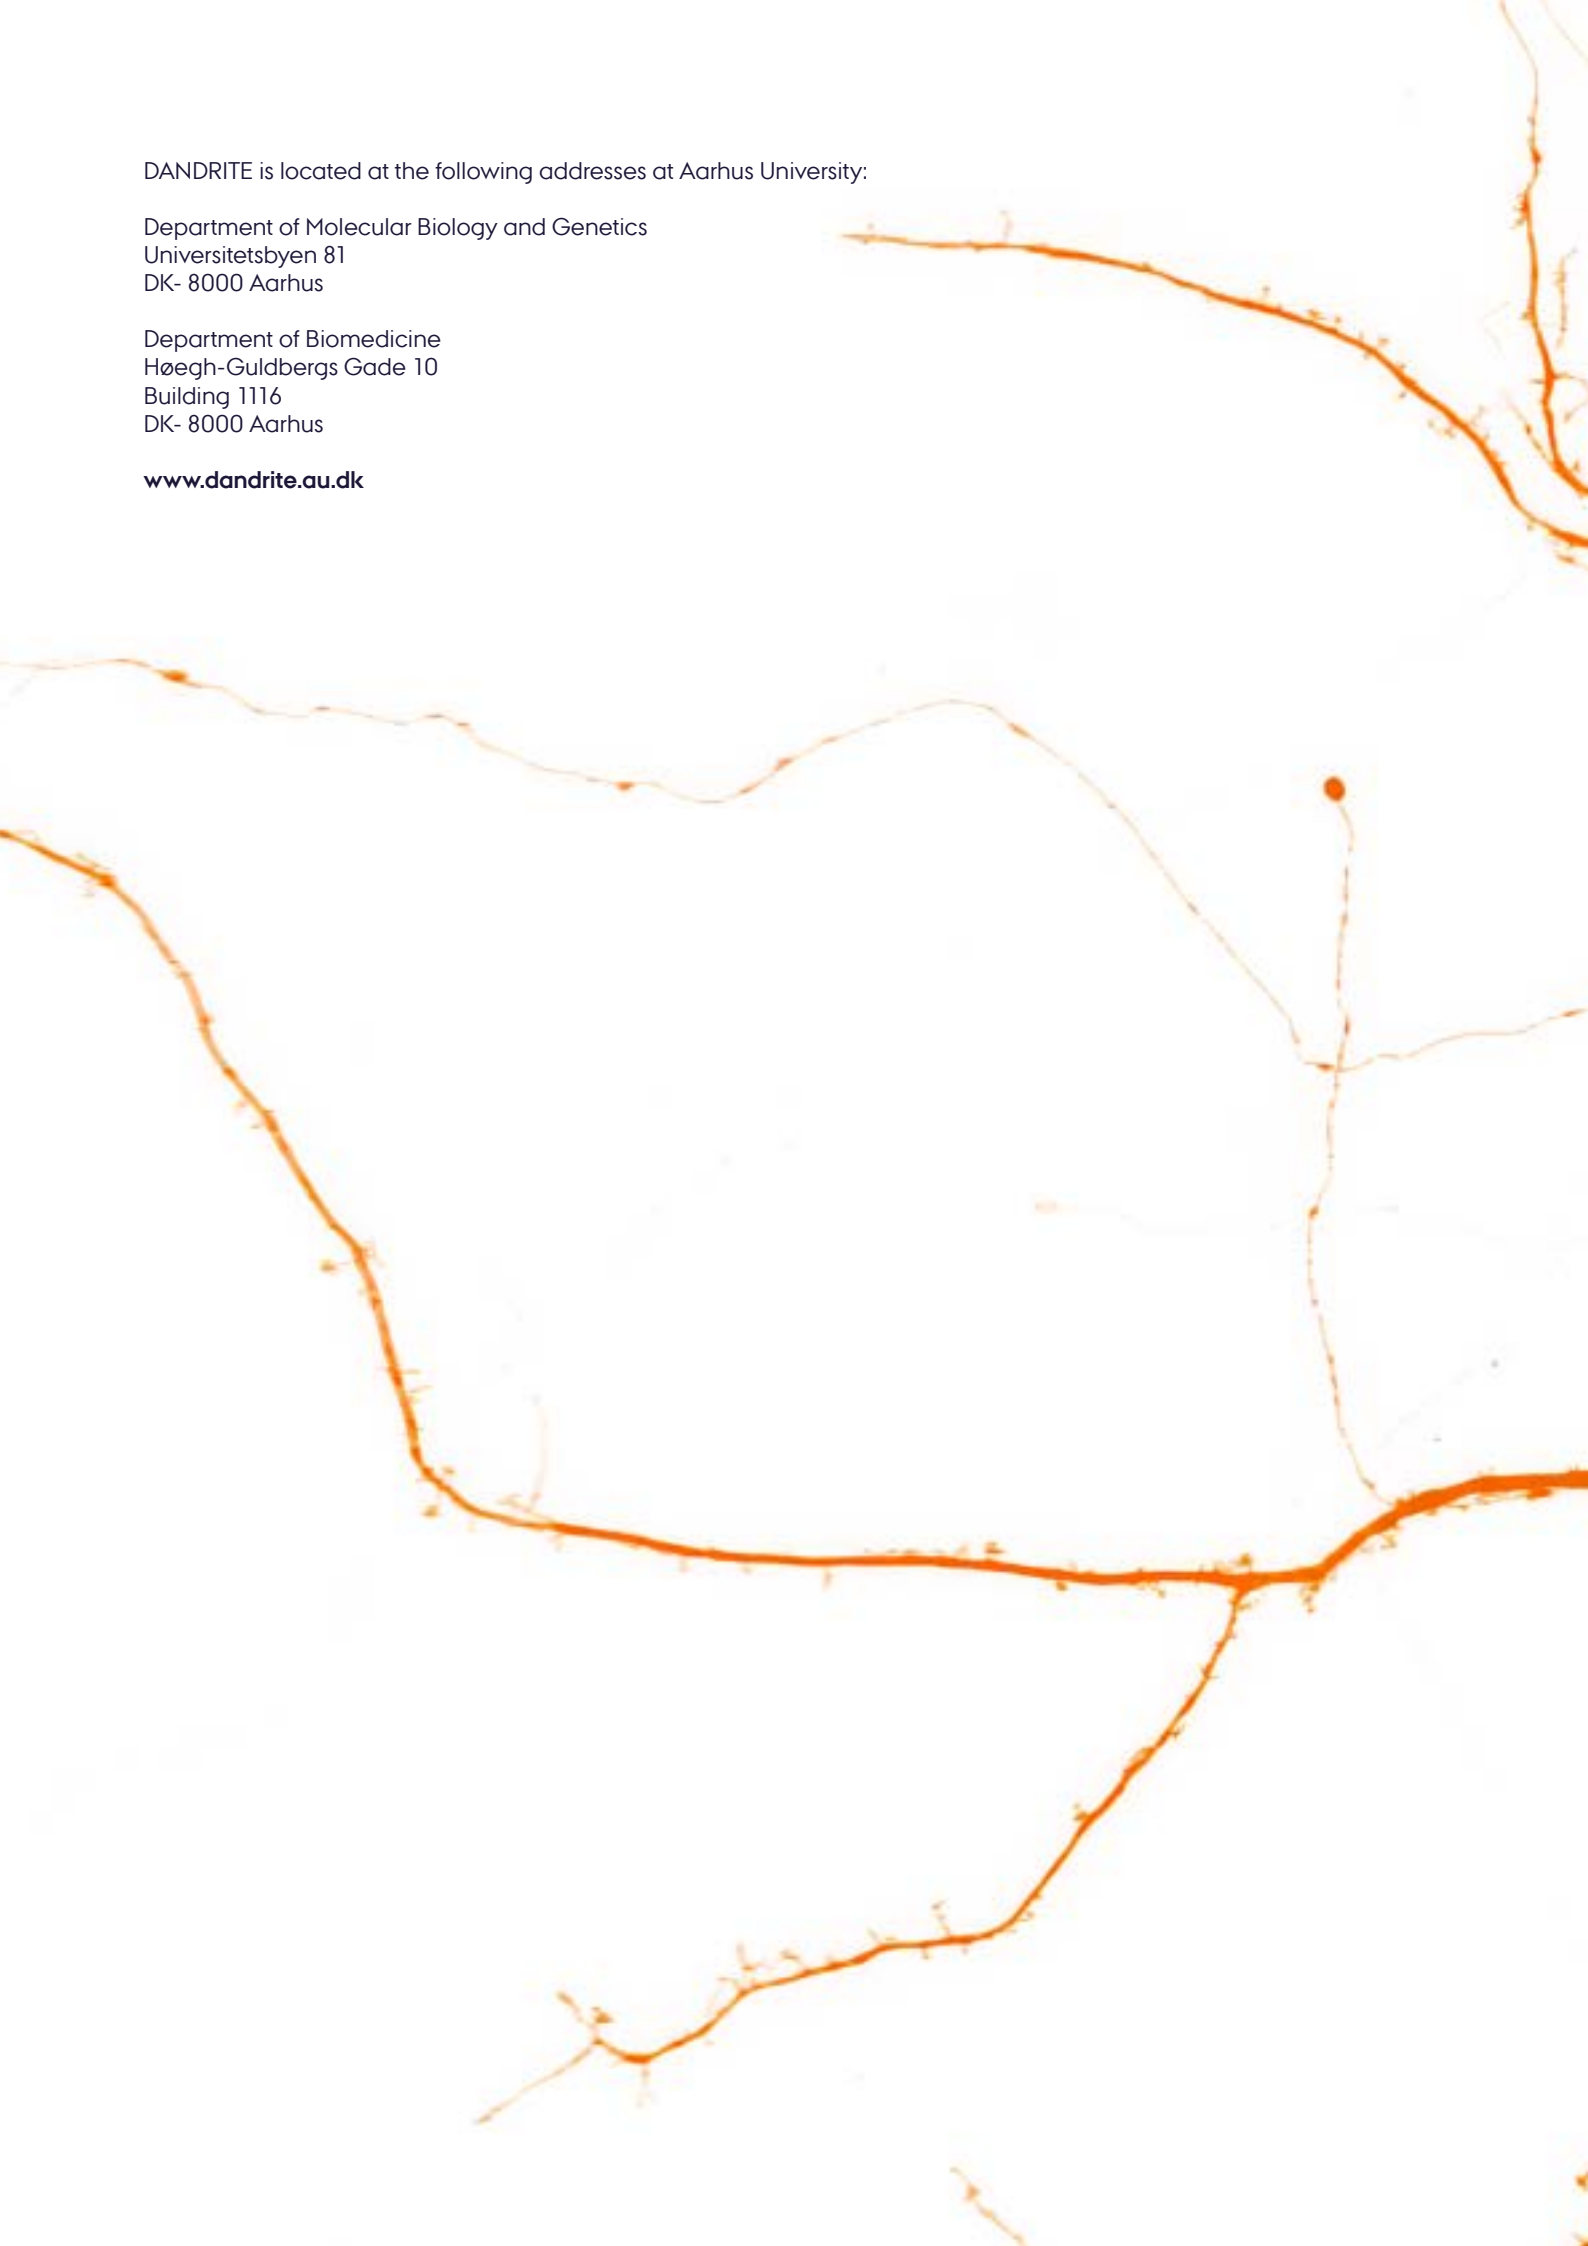 DANDRITE is located at the following addresses at Aarhus University:
Department of Molecular Biology and Genetics
Universitetsbyen 81
DK- 8000 Aarhus
Department of Biomedicine
Høegh-Guldbergs Gade 10
Building 1116
DK- 8000 Aarhus
www.dandrite.au.dk